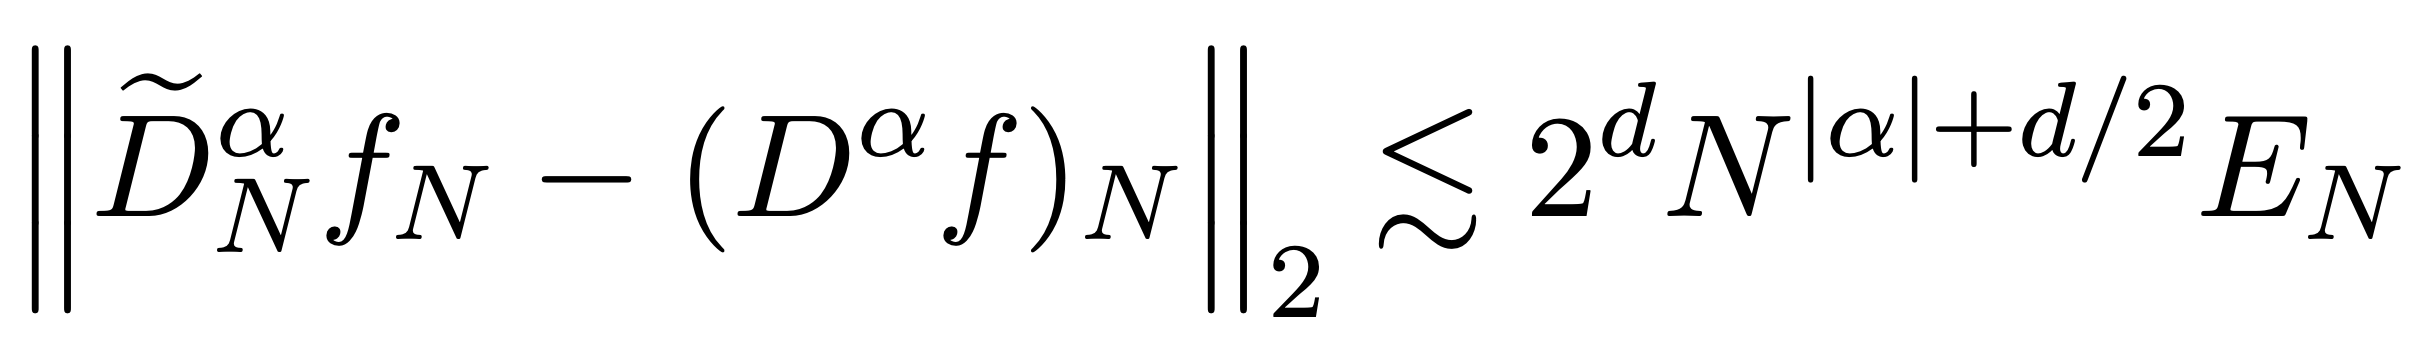 $$\left\| \widetilde{D}_N^{\alpha} f_N - (D^{\alpha} f)_N \right\|_2 \lesssim 2^d N^{|\alpha|+d/2} E_N$$